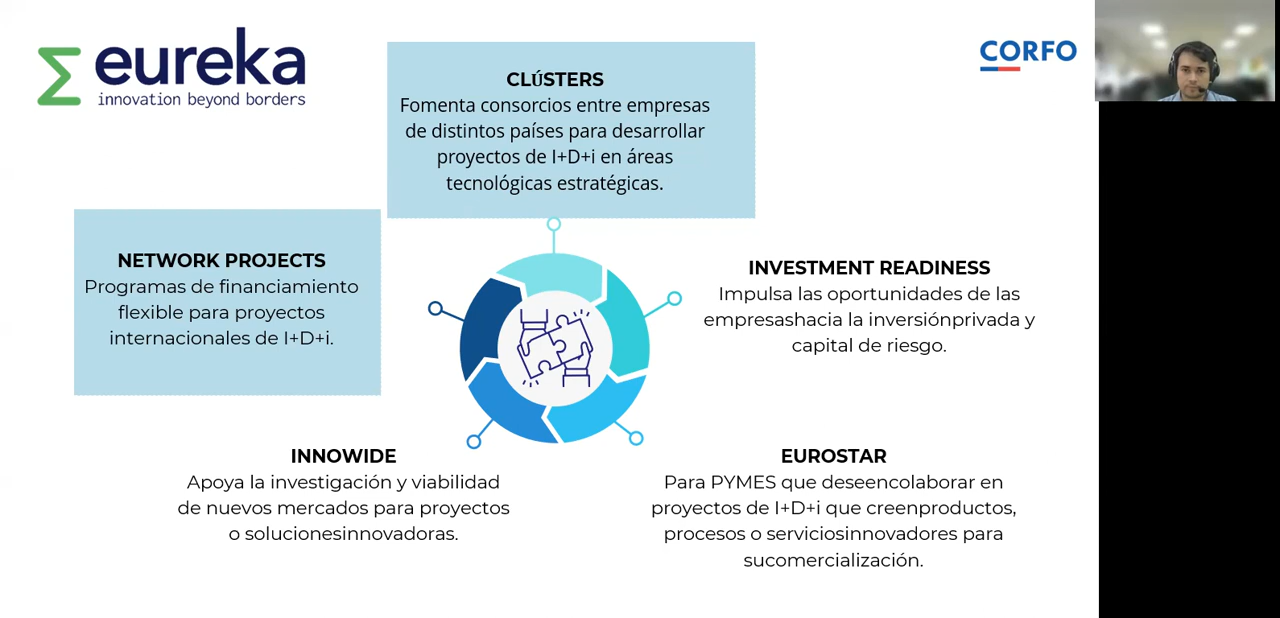 eureka
innovation beyond borders
CORFO
CLÚSTERS
Fomenta consorcios entre empresas
de distintos países para desarrollar
proyectos de I+D+i en áreas
tecnológicas estratégicas.
NETWORK PROJECTS
Programas de financiamiento
flexible para proyectos
internacionales de I+D+i.
INVESTMENT READINESS
Impulsa las oportunidades de las
empresashacia la inversiónprivada y
capital de riesgo.
INNOWIDE
Apoya la investigación y viabilidad
de nuevos mercados para proyectos
o solucionesinnovadoras.
EUROSTAR
Para PYMES que deseencolaborar en
proyectos de I+D+i que creenproductos,
procesos o serviciosinnovadores para
sucomercialización.